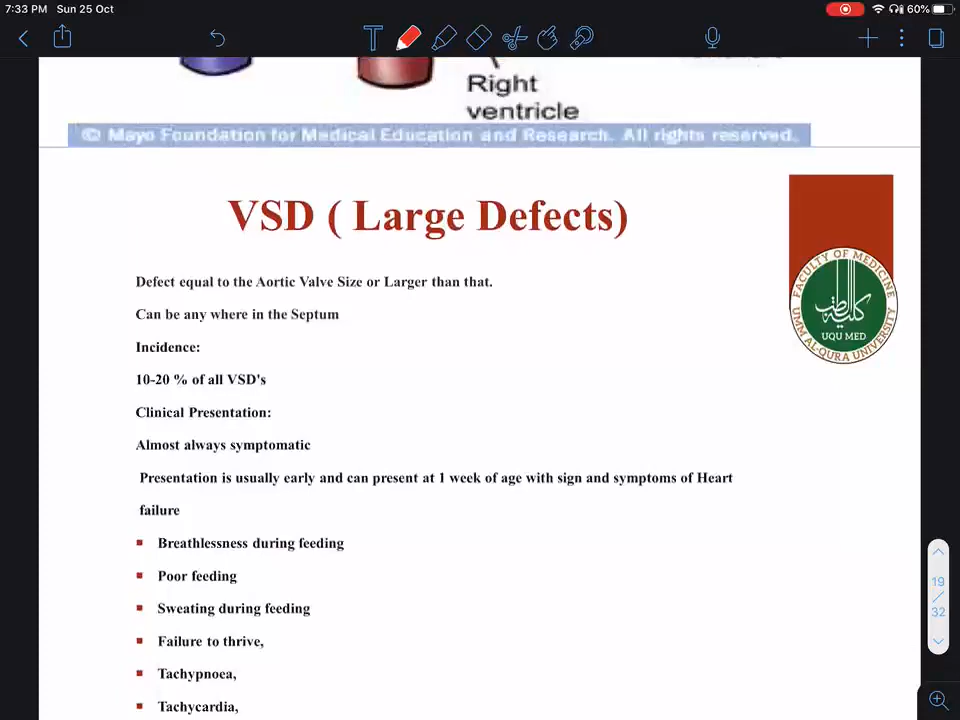 7:33 PM Sun 25 Oct
60%
Right
ventricle
© Mayo Foundation for Medical Education and Research. All rights reserved.
VSD ( Large Defects)
FACULTY OF MEDICINE
كلية طب
UQU MED
UMM AL-QURA UNIVERSITY
Defect equal to the Aortic Valve Size or Larger than that.
Can be any where in the Septum
Incidence:
10-20 % of all VSD's
Clinical Presentation:
Almost always symptomatic
Presentation is usually early and can present at 1 week of age with sign and symptoms of Heart
failure
▪ Breathlessness during feeding
▪ Poor feeding
▪ Sweating during feeding
▪ Failure to thrive,
▪ Tachypnoea,
▪ Tachycardia,
19
/
32